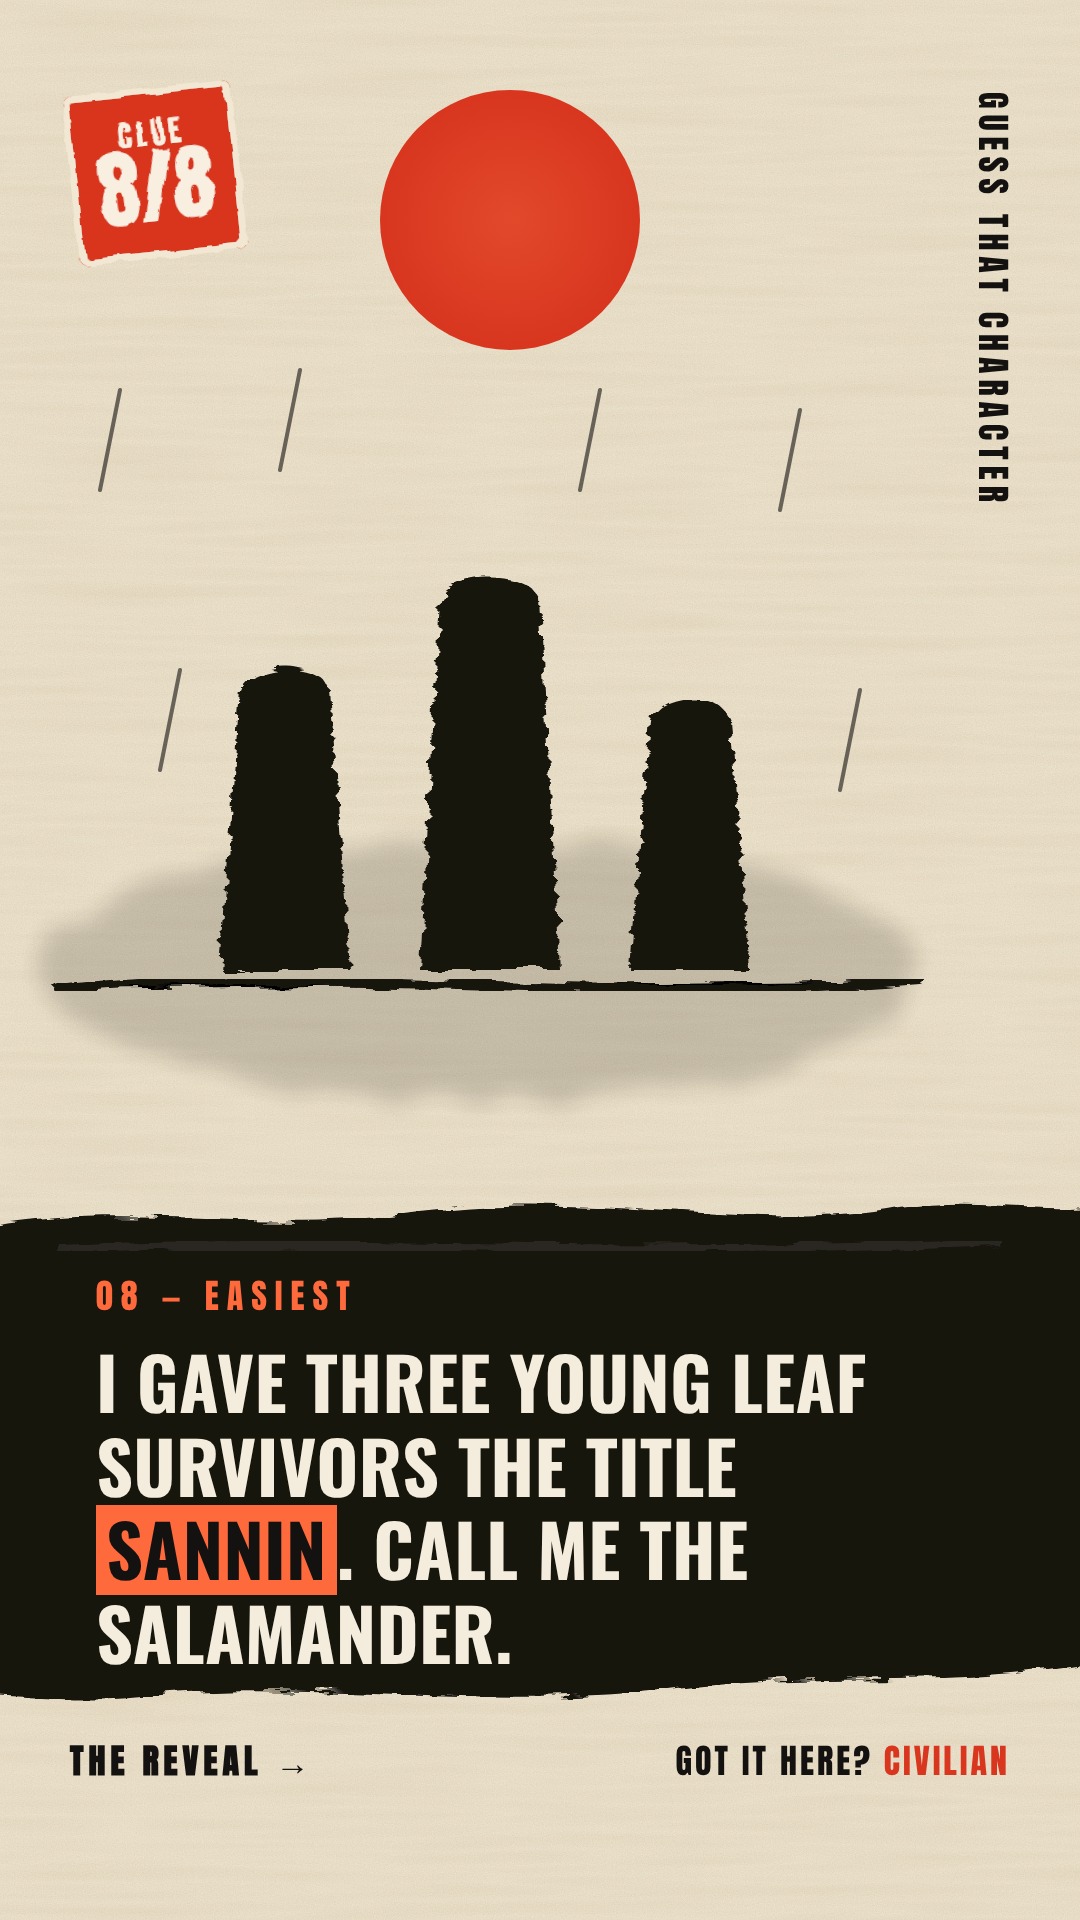 CLUE
8/8
GUESS THAT CHARACTER
08 – EASIEST
I GAVE THREE YOUNG LEAF
SURVIVORS THE TITLE
SANNIN. CALL ME THE
SALAMANDER.
THE REVEAL →
GOT IT HERE? CIVILIAN